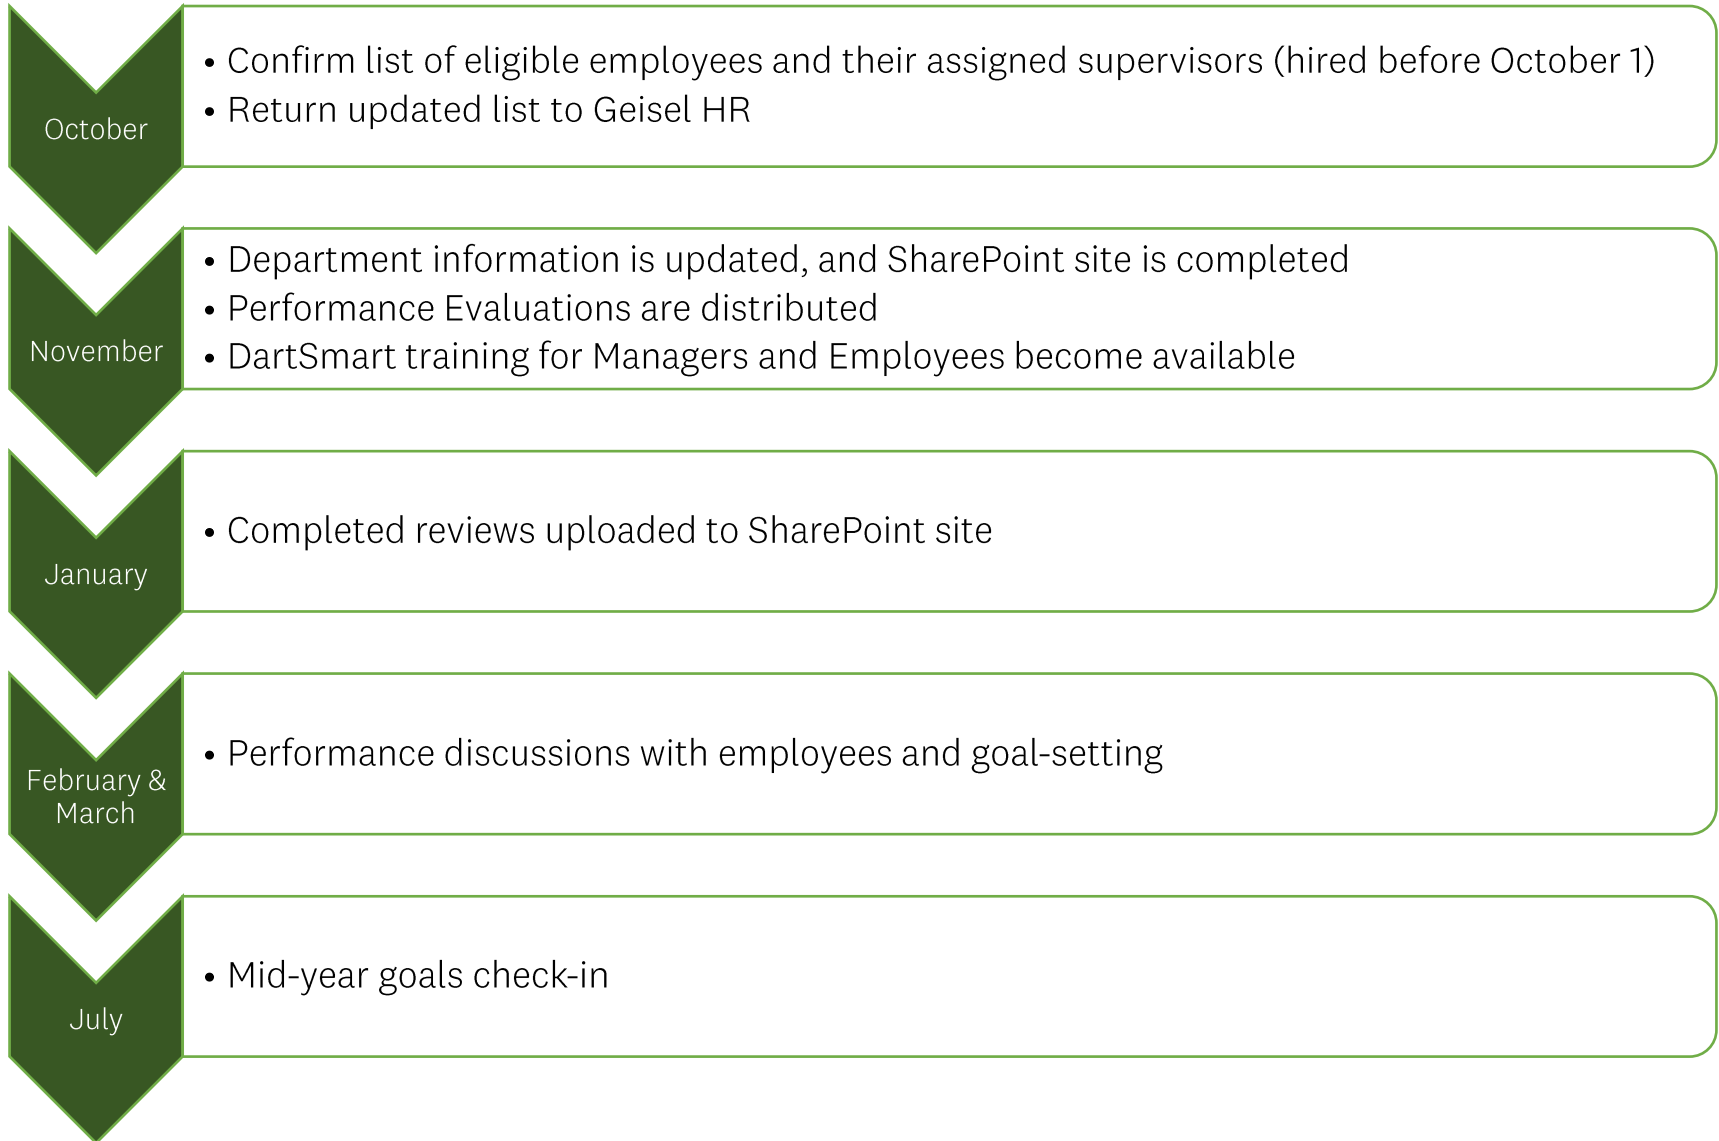 October
• Confirm list of eligible employees and their assigned supervisors (hired before October 1)
• Return updated list to Geisel HR
November
• Department information is updated, and SharePoint site is completed
• Performance Evaluations are distributed
• DartSmart training for Managers and Employees become available
January
• Completed reviews uploaded to SharePoint site
February &
March
• Performance discussions with employees and goal-setting
July
• Mid-year goals check-in